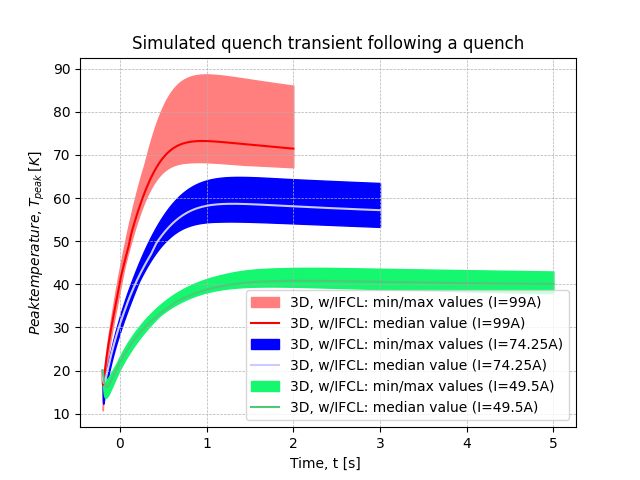 Simulated quench transient following a quench
90
80
70
60
50
40
30
20
10
Peaktemperature, T_peak [K]
3D, w/IFCL: min/max values (I=99A)
3D, w/IFCL: median value (I=99A)
3D, w/IFCL: min/max values (I=74.25A)
3D, w/IFCL: median value (I=74.25A)
3D, w/IFCL: min/max values (I=49.5A)
3D, w/IFCL: median value (I=49.5A)
0 1 2 3 4 5
Time, t [s]